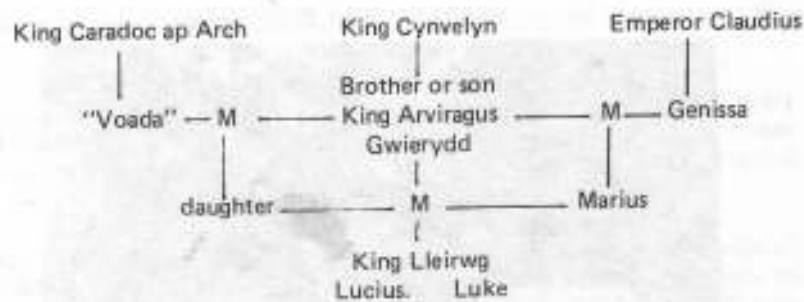 King Caradoc ap Arch King Cynvelyn Emperor Claudius
Brother or son
"Voada" M King Arviragus M Genissa
Gwierydd
daughter M Marius
King Lleirwg
Lucius. Luke